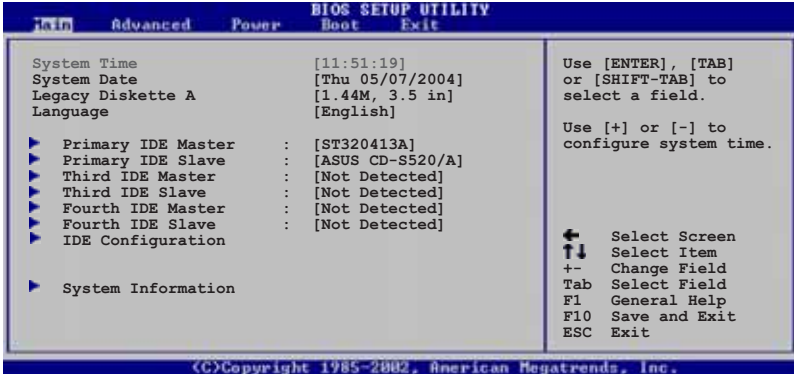 BIOS SETUP UTILITY
Main Advanced Power Boot Exit
System Time [11:51:19]
System Date [Thu 05/07/2004]
Legacy Diskette A [1.44M, 3.5 in]
Language [English]
Primary IDE Master : [ST320413A]
Primary IDE Slave : [ASUS CD-S520/A]
Third IDE Master : [Not Detected]
Third IDE Slave : [Not Detected]
Fourth IDE Master : [Not Detected]
Fourth IDE Slave : [Not Detected]
IDE Configuration
System Information
Use [ENTER], [TAB]
or [SHIFT-TAB] to
select a field.
Use [+] or [-] to
configure system time.
Select Screen
Select Item
+- Change Field
Tab Select Field
F1 General Help
F10 Save and Exit
ESC Exit
(C)Copyright 1985-2002, American Megatrends, Inc.